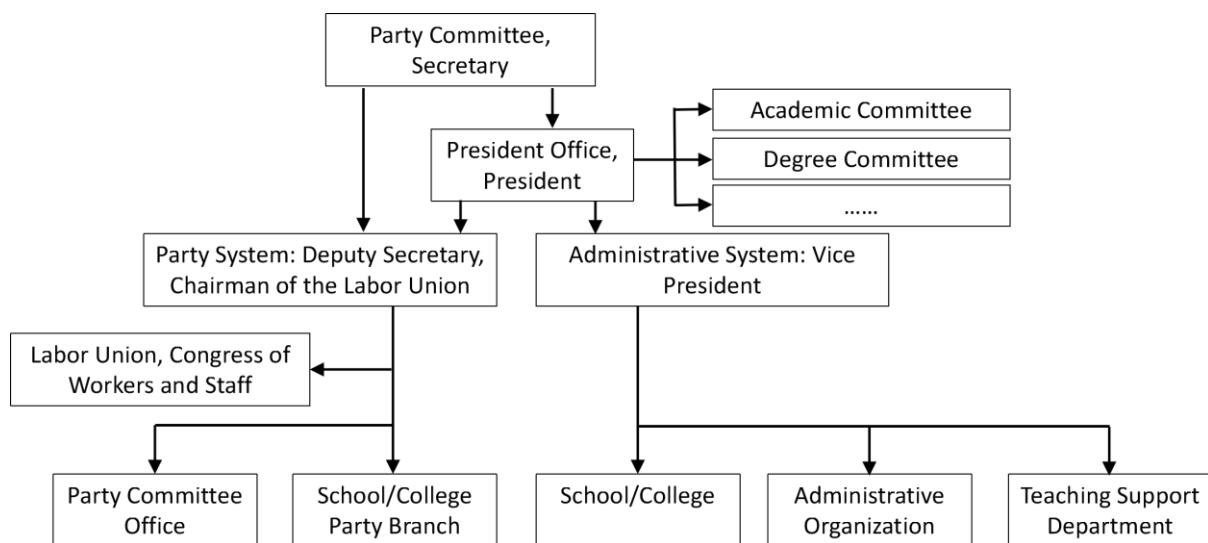 Party Committee,
Secretary
Academic Committee
President Office,
President
Degree Committee
......
Party System: Deputy Secretary,
Chairman of the Labor Union
Administrative System: Vice
President
Labor Union, Congress of
Workers and Staff
Party Committee
Office
School/College
Party Branch
School/College
Administrative
Organization
Teaching Support
Department